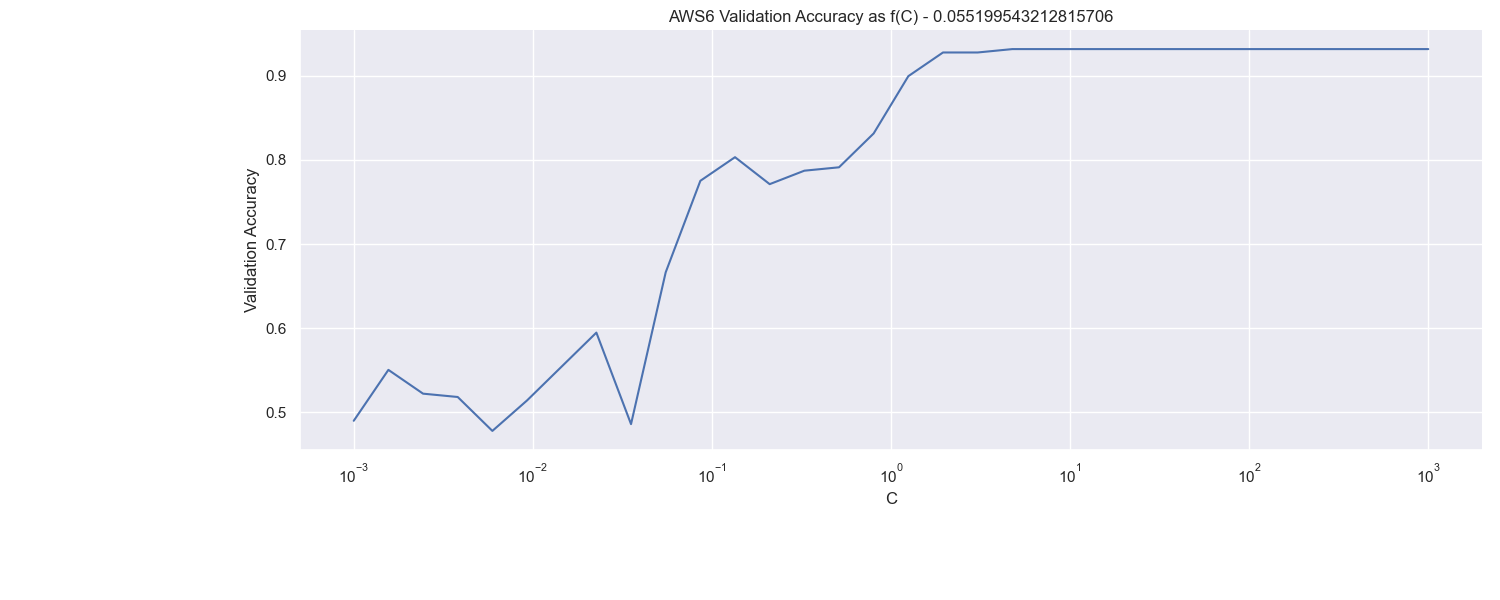 AWS6 Validation Accuracy as f(C) - 0.055199543212815706
Validation Accuracy
0.9
0.8
0.7
0.6
0.5
10⁻³ 10⁻² 10⁻¹ 10⁰ 10¹ 10² 10³
C